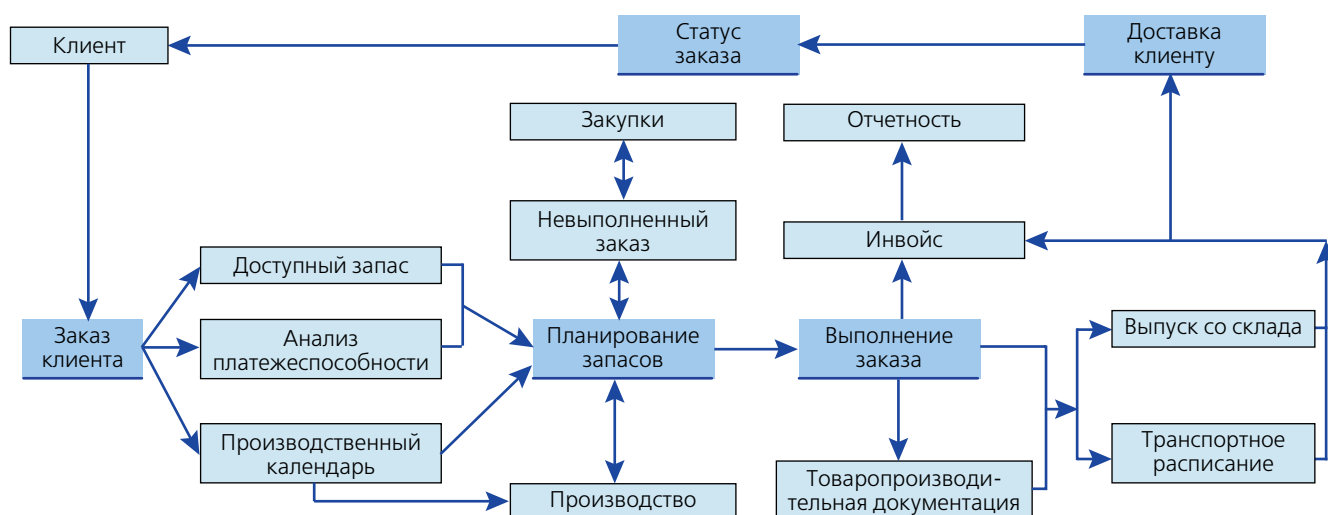 Клиент
Статус
заказа
Доставка
клиенту
Закупки
Отчетность
Невыполненный
заказ
Инвойс
Доступный запас
Заказ
клиента
Анализ
платежеспособности
Планирование
запасов
Выполнение
заказа
Выпуск со склада
Производственный
календарь
Транспортное
расписание
Производство
Товаропроизводи-
тельная документация